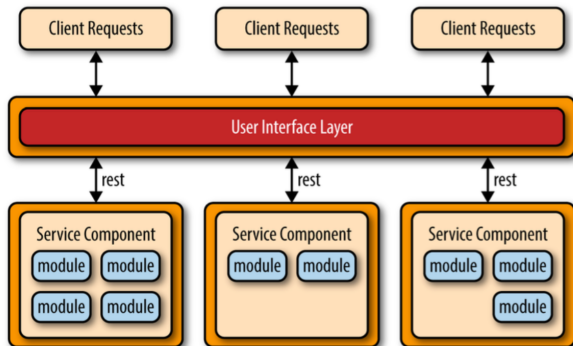 Client Requests
Client Requests
Client Requests
User Interface Layer
rest
rest
rest
Service Component
module module
module module
Service Component
module module
Service Component
module module
module